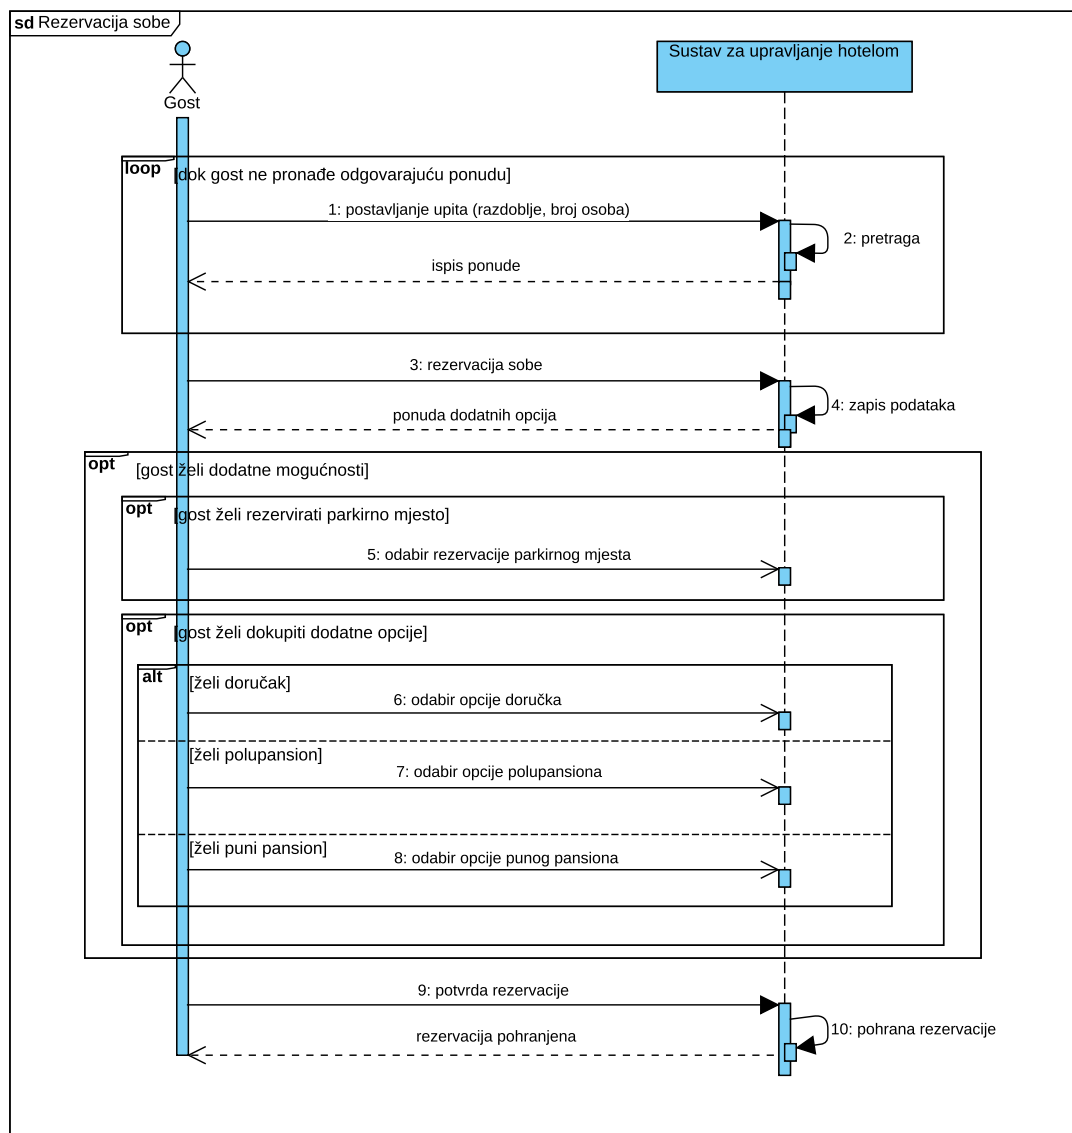 sd Rezervacija sobe
Sustav za upravljanje hotelom
Gost
loop
[dok gost ne pronađe odgovarajuću ponudu]
1: postavljanje upita (razdoblje, broj osoba)
2: pretraga
ispis ponude
3: rezervacija sobe
4: zapis podataka
ponuda dodatnih opcija
opt
[gost želi dodatne mogućnosti]
opt
[gost želi rezervirati parkirno mjesto]
5: odabir rezervacije parkirnog mjesta
opt
[gost želi dokupiti dodatne opcije]
alt
[želi doručak]
6: odabir opcije doručka
[želi polupansion]
7: odabir opcije polupansiona
[želi puni pansion]
8: odabir opcije punog pansiona
9: potvrda rezervacije
10: pohrana rezervacije
rezervacija pohranjena